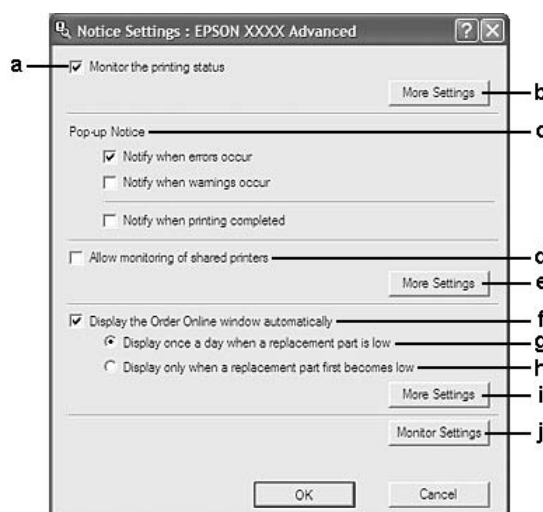 Notice Settings : EPSON XXXX Advanced
a Monitor the printing status
More Settings b
Pop-up Notice c
Notify when errors occur
Notify when warnings occur
Notify when printing completed
Allow monitoring of shared printers d
More Settings e
Display the Order Online window automatically f
Display once a day when a replacement part is low g
Display only when a replacement part first becomes low h
More Settings i
Monitor Settings j
OK Cancel